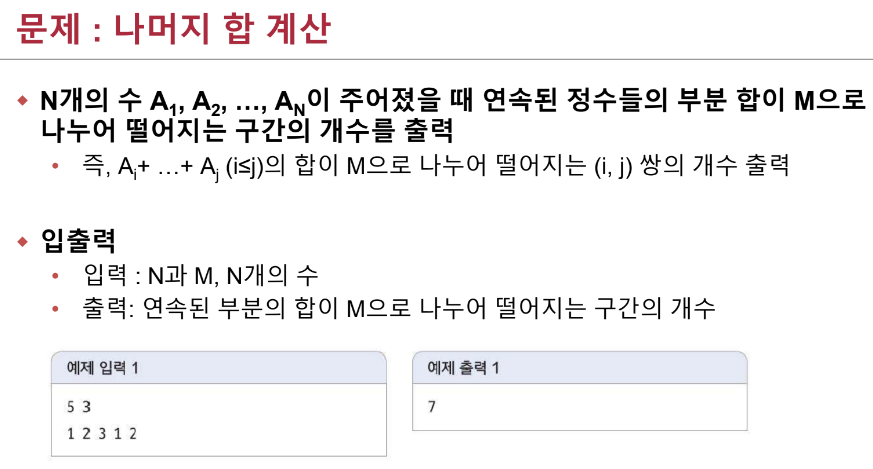 문제 : 나머지 합 계산
N개의 수 A1, A2, …, AN이 주어졌을 때 연속된 정수들의 부분 합이 M으로
나누어 떨어지는 구간의 개수를 출력
즉, Ai+ …+ Aj (i≤j)의 합이 M으로 나누어 떨어지는 (i, j) 쌍의 개수 출력
입출력
입력 : N과 M, N개의 수
출력: 연속된 부분의 합이 M으로 나누어 떨어지는 구간의 개수
예제 입력 1
5 3
1 2 3 1 2
예제 출력 1
7